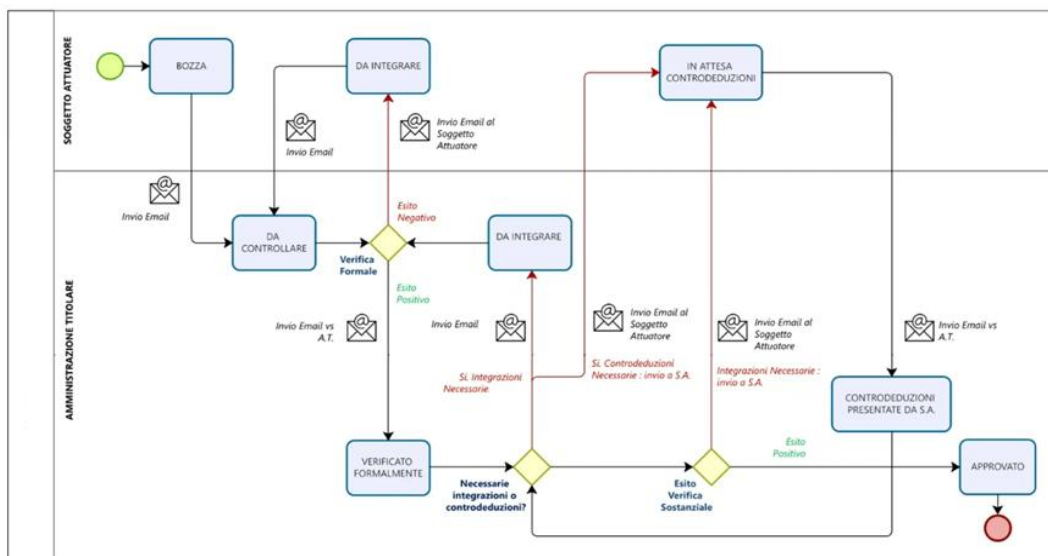 SOGGETTO ATTUATORE
BOZZA
DA INTEGRARE
IN ATTESA
CONTRODEDUZIONI
Invio Email
Invio Email al
Soggetto
Attuatore
Invio Email
AMMINISTRAZIONE TITOLARE
DA
CONTROLLARE
Esito
Negativo
Verifica
Formale
DA INTEGRARE
Esito
Positivo
Invio Email vs
A.T.
Invio Email
Invio Email al
Soggetto
Attuatore
Invio Email al
Soggetto
Attuatore
Invio Email vs
A.T.
Si. Integrazioni
Necessarie
Si. Controdeduzioni
Necessarie : invio a S.A.
Integrazioni Necessarie :
invio a S.A.
CONTRODEDUZIONI
PRESENTATE DA S.A.
VERIFICATO
FORMALMENTE
Necessarie
integrazioni o
controdeduzioni?
Esito
Verifica
Sostanziale
Esito
Positivo
APPROVATO